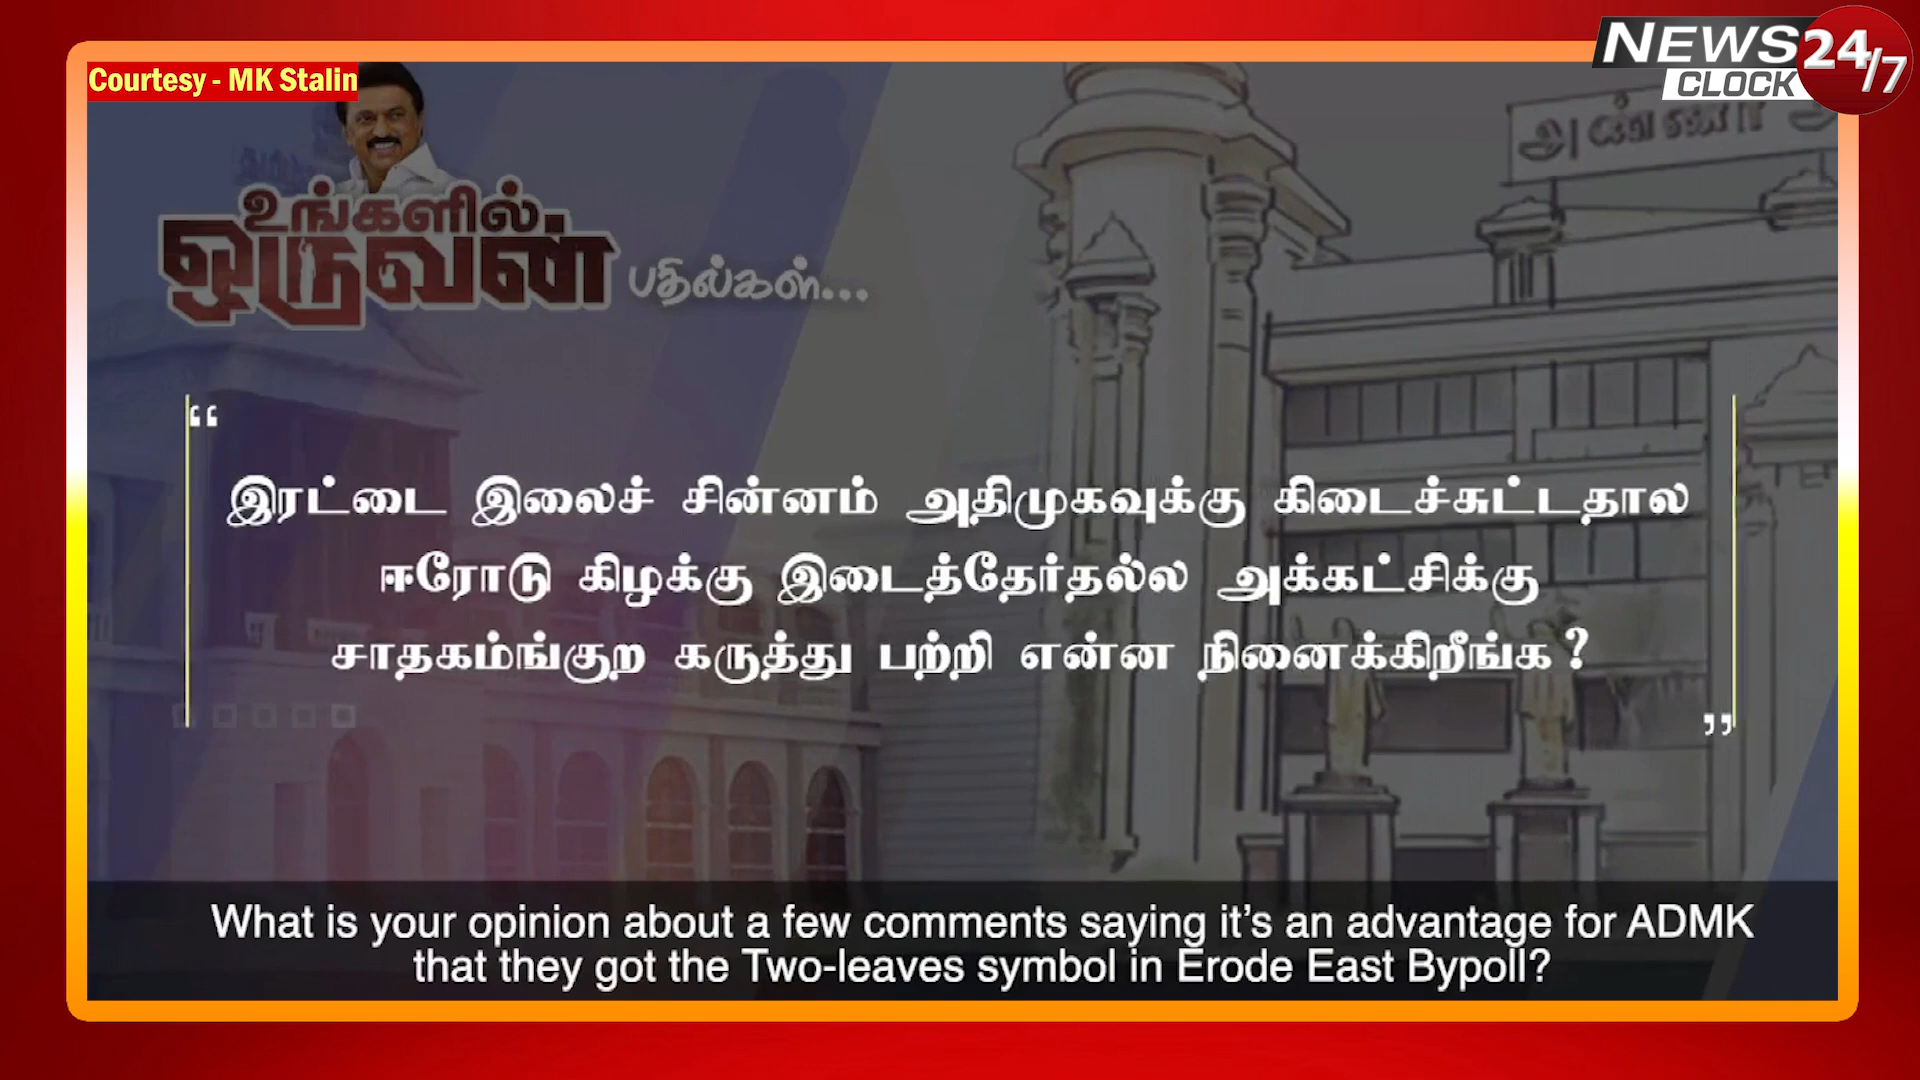 Courtesy - MK Stalin
NEWS
CLOCK
24/7
உங்களில்
ஒருவன்
பதில்கள்...
“
இரட்டை இலைச் சின்னம் அதிமுகவுக்கு கிடைச்சுட்டதால
ஈரோடு கிழக்கு இடைத்தேர்தல்ல அக்கட்சிக்கு
சாதகம்ங்குற கருத்து பற்றி என்ன நினைக்கிறீங்க?
”
What is your opinion about a few comments saying it’s an advantage for ADMK
that they got the Two-leaves symbol in Erode East Bypoll?